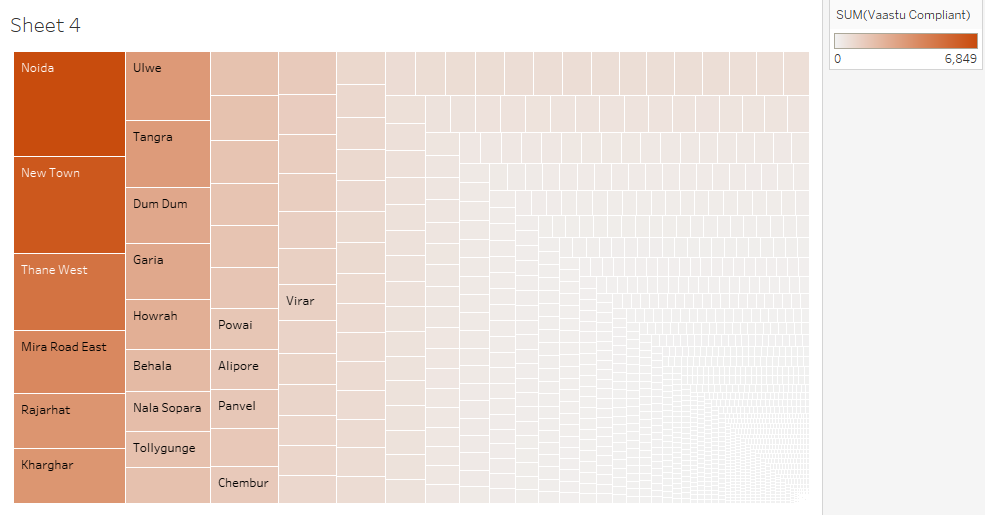 Sheet 4
SUM(Vaastu Compliant)
0
6,849
Noida
New Town
Thane West
Mira Road East
Rajarhat
Kharghar
Ulwe
Tangra
Dum Dum
Garia
Howrah
Behala
Nala Sopara
Tollygunge
Powai
Alipore
Panvel
Chembur
Virar